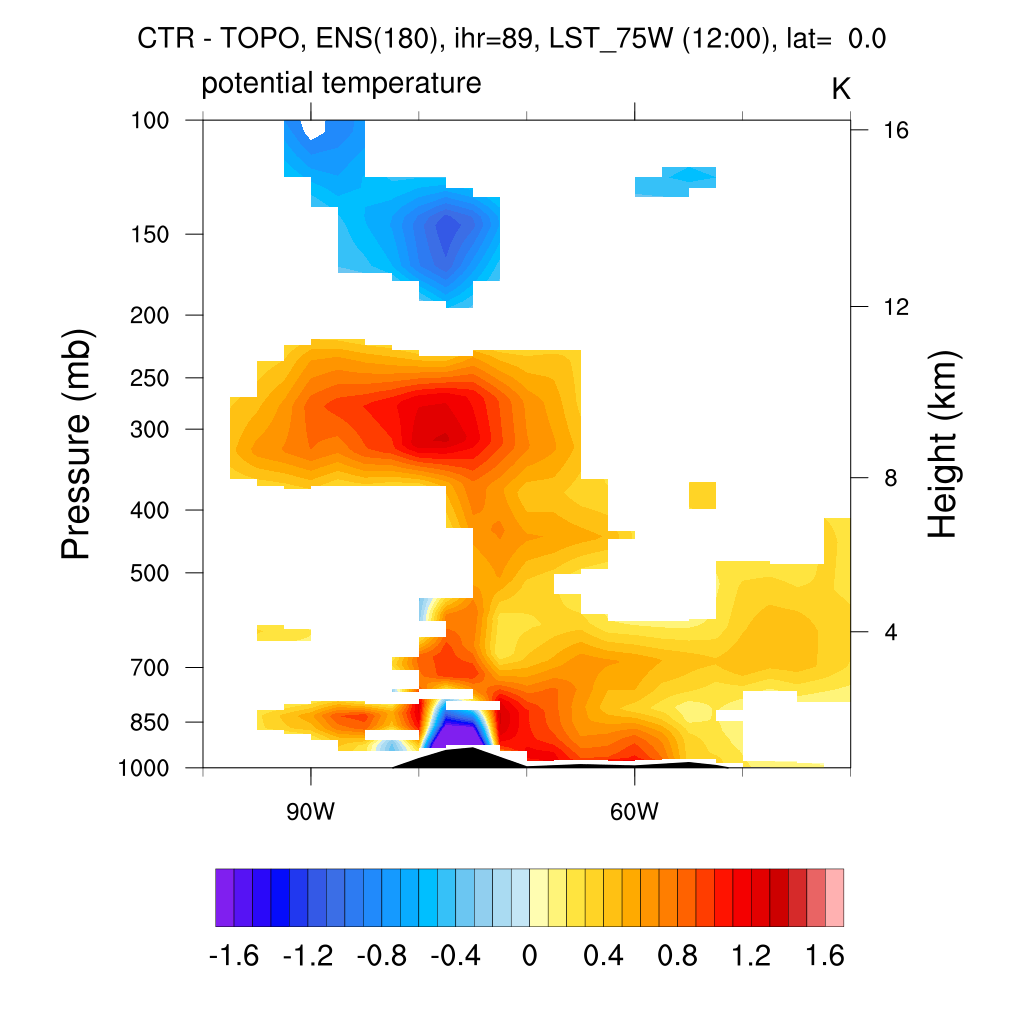 CTR - TOPO, ENS(180), ihr=89, LST_75W (12:00), lat=  0.0
potential temperature K
100
150
200
250
300
400
500
700
850
1000
Pressure (mb)
16
12
8
4
Height (km)
90W 60W
-1.6 -1.2 -0.8 -0.4 0 0.4 0.8 1.2 1.6